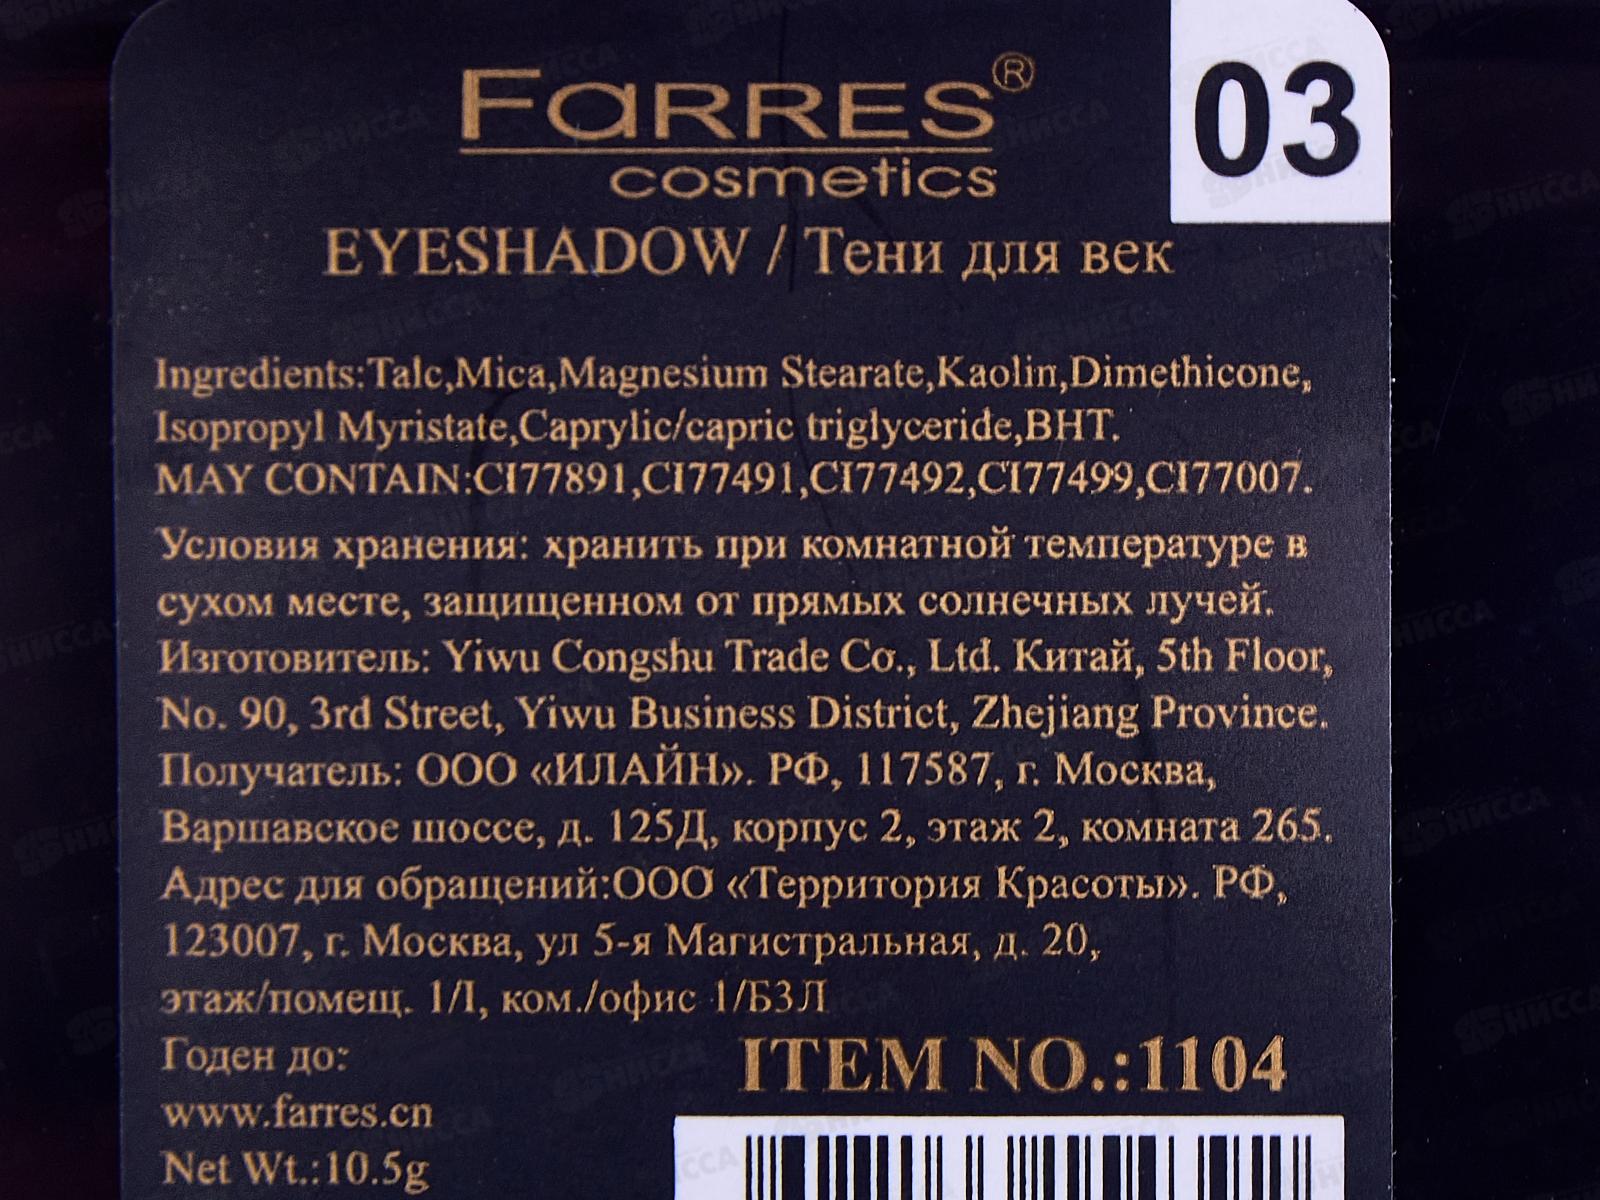 FARRES®
cosmetics
03
EYESHADOW / Тени для век
Ingredients:Talc,Mica,Magnesium Stearate,Kaolin,Dimethicone,
Isopropyl Myristate,Caprylic/capric triglyceride,BHT.
MAY CONTAIN:CI77891,CI77491,CI77492,CI77499,CI77007.
Условия хранения: хранить при комнатной температуре в
сухом месте, защищенном от прямых солнечных лучей.
Изготовитель: Yiwu Congshu Trade Co., Ltd. Китай, 5th Floor,
No. 90, 3rd Street, Yiwu Business District, Zhejiang Province.
Получатель: ООО «ИЛАЙН». РФ, 117587, г. Москва,
Варшавское шоссе, д. 125Д, корпус 2, этаж 2, комната 265.
Адрес для обращений:ООО «Территория Красоты». РФ,
123007, г. Москва, ул 5-я Магистральная, д. 20,
этаж/помещ. 1/I, ком./офис 1/Б3Л
Годен до:
ITEM NO.:1104
www.farres.cn
Net Wt.:10.5g